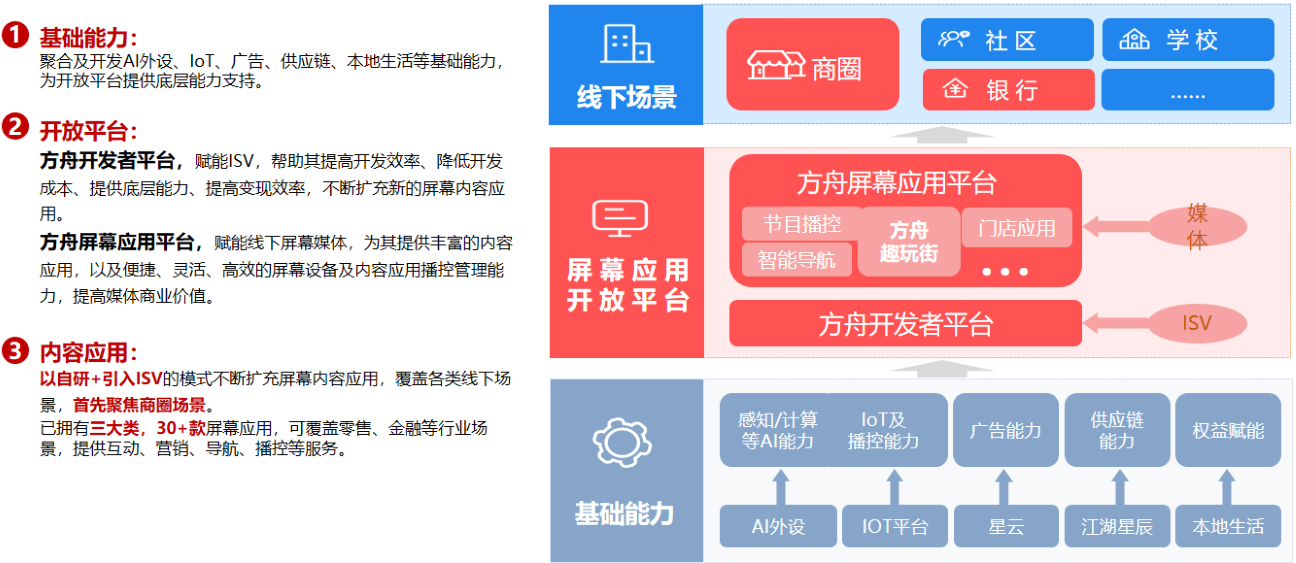 1 基础能力：
聚合及开发AI外设、IoT、广告、供应链、本地生活等基础能力，
为开放平台提供底层能力支持。
2 开放平台：
方舟开发者平台，赋能ISV，帮助其提高开发效率、降低开发
成本、提供底层能力、提高变现效率，不断扩充新的屏幕内容应
用。
方舟屏幕应用平台，赋能线下屏幕媒体，为其提供丰富的内容
应用，以及便捷、灵活、高效的屏幕设备及内容应用播控管理能
力，提高媒体商业价值。
3 内容应用：
以自研+引入ISV的模式不断扩充屏幕内容应用，覆盖各类线下场
景，首先聚焦商圈场景。
已拥有三大类，30+款屏幕应用，可覆盖零售、金融等行业场
景，提供互动、营销、导航、播控等服务。
线下场景
商圈
社区
学校
银行
......
屏幕应用
开放平台
方舟屏幕应用平台
节目播控
智能导航
方舟
趣玩街
门店应用
● ● ●
媒
体
方舟开发者平台
ISV
基础能力
感知/计算
等AI能力
IoT及
播控能力
广告能力
供应链
能力
权益赋能
AI外设
IOT平台
星云
江湖星辰
本地生活